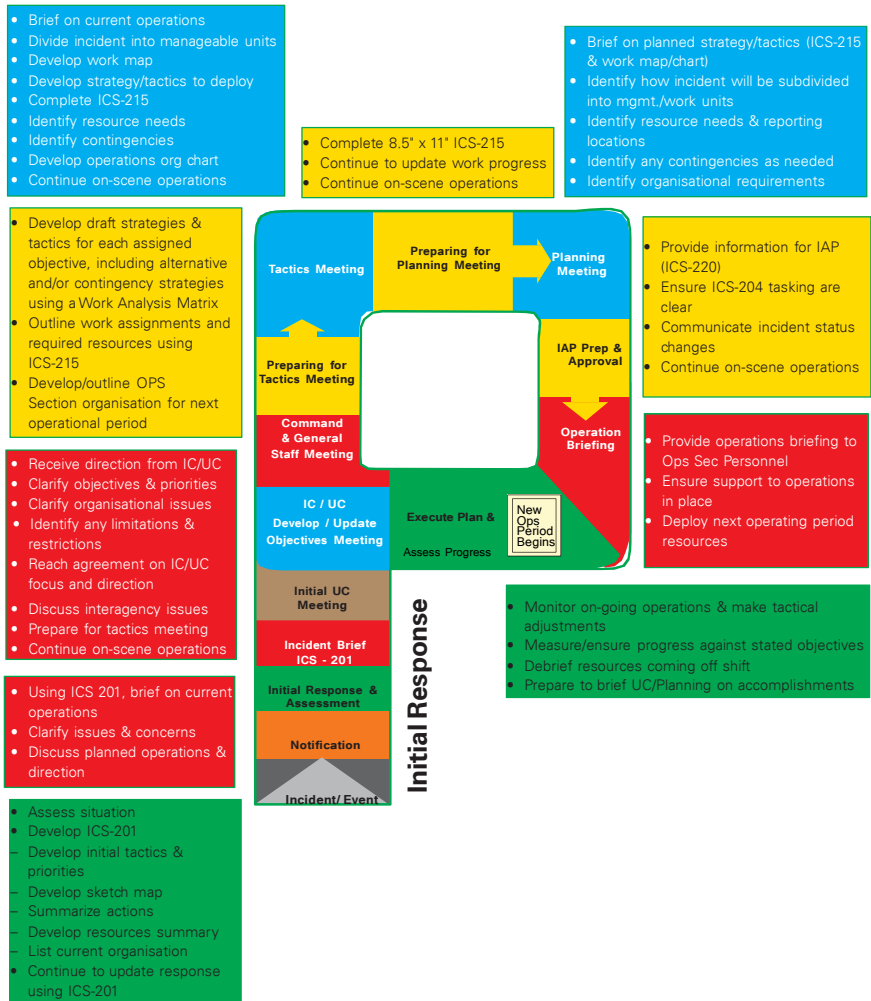 • Brief on current operations
• Divide incident into manageable units
• Develop work map
• Develop strategy/tactics to deploy
• Complete ICS-215
• Identify resource needs
• Identify contingencies
• Develop operations org chart
• Continue on-scene operations
• Complete 8.5" x 11" ICS-215
• Continue to update work progress
• Continue on-scene operations
• Brief on planned strategy/tactics (ICS-215
& work map/chart)
• Identify how incident will be subdivided
into mgmt./work units
• Identify resource needs & reporting
locations
• Identify any contingencies as needed
• Identify organisational requirements
• Develop draft strategies &
tactics for each assigned
objective, including alternative
and/or contingency strategies
using a Work Analysis Matrix
• Outline work assignments and
required resources using
ICS-215
• Develop/outline OPS
Section organisation for next
operational period
Tactics Meeting
Preparing for
Planning Meeting
Planning
Meeting
Preparing for
Tactics Meeting
IAP Prep &
Approval
Command
& General
Staff Meeting
Operation
Briefing
IC / UC
Develop / Update
Objectives Meeting
Execute Plan &
Assess Progress
New
Ops
Period
Begins
Initial UC
Meeting
Incident Brief
ICS - 201
Initial Response &
Assessment
Notification
Incident/ Event
Initial Response
• Provide information for IAP
(ICS-220)
• Ensure ICS-204 tasking are
clear
• Communicate incident status
changes
• Continue on-scene operations
• Provide operations briefing to
Ops Sec Personnel
• Ensure support to operations
in place
• Deploy next operating period
resources
• Receive direction from IC/UC
• Clarify objectives & priorities
• Clarify organisational issues
• Identify any limitations &
restrictions
• Reach agreement on IC/UC
focus and direction
• Discuss interagency issues
• Prepare for tactics meeting
• Continue on-scene operations
• Monitor on-going operations & make tactical
adjustments
• Measure/ensure progress against stated objectives
• Debrief resources coming off shift
• Prepare to brief UC/Planning on accomplishments
• Using ICS 201, brief on current
operations
• Clarify issues & concerns
• Discuss planned operations &
direction
• Assess situation
• Develop ICS-201
– Develop initial tactics &
priorities
– Develop sketch map
– Summarize actions
– Develop resources summary
– List current organisation
• Continue to update response
using ICS-201